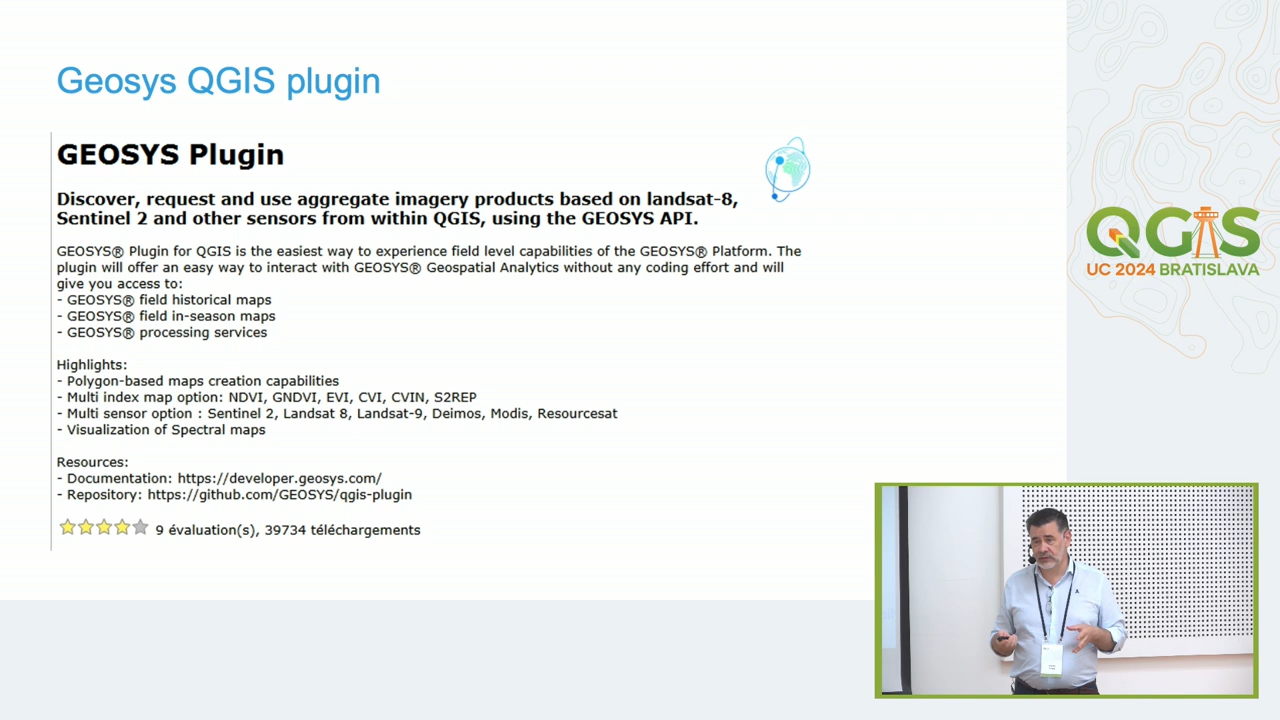 Geosys QGIS plugin
GEOSYS Plugin
Discover, request and use aggregate imagery products based on landsat-8,
Sentinel 2 and other sensors from within QGIS, using the GEOSYS API.
GEOSYS® Plugin for QGIS is the easiest way to experience field level capabilities of the GEOSYS® Platform. The
plugin will offer an easy way to interact with GEOSYS® Geospatial Analytics without any coding effort and will
give you access to:
- GEOSYS® field historical maps
- GEOSYS® field in-season maps
- GEOSYS® processing services
Highlights:
- Polygon-based maps creation capabilities
- Multi index map option: NDVI, GNDVI, EVI, CVI, CVIN, S2REP
- Multi sensor option : Sentinel 2, Landsat 8, Landsat-9, Deimos, Modis, Resourcesat
- Visualization of Spectral maps
Resources:
- Documentation: https://developer.geosys.com/
- Repository: https://github.com/GEOSYS/qgis-plugin
9 évaluation(s), 39734 téléchargements
QGIS
UC 2024 BRATISLAVA